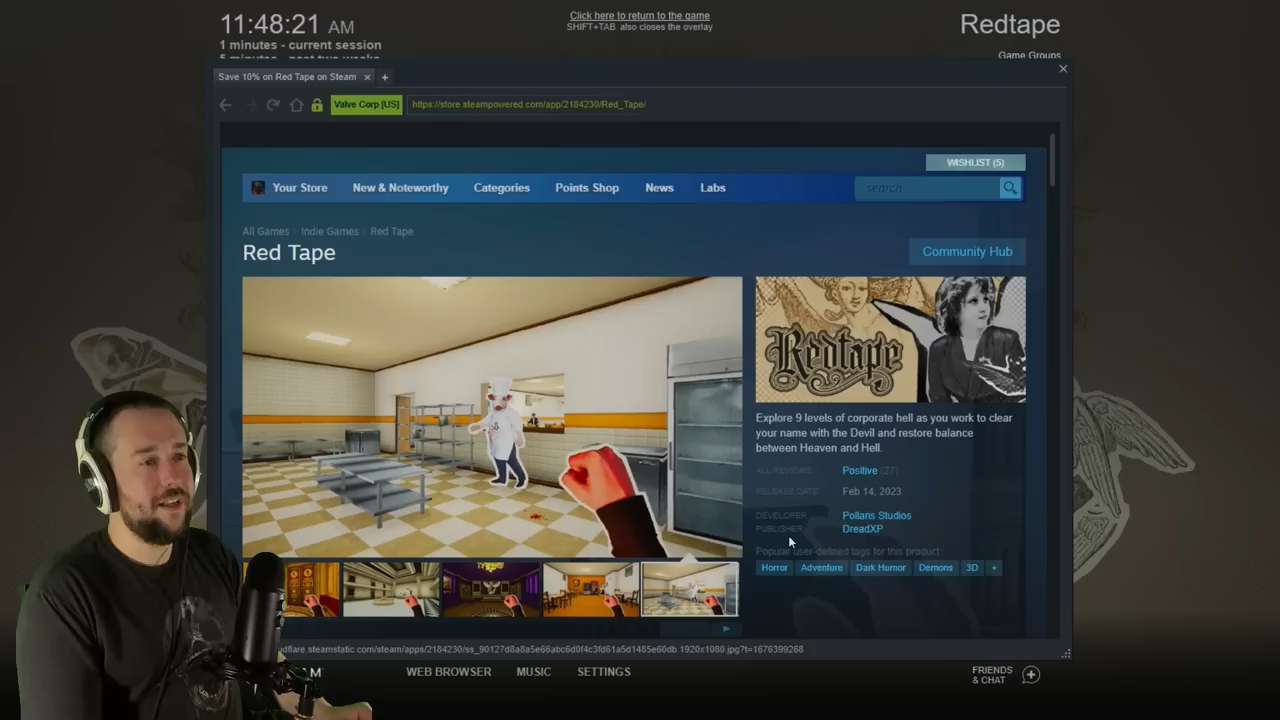 11:48:21 AM
1 minutes - current session
5 minutes - past two weeks
Click here to return to the game
SHIFT+TAB also closes the overlay
Redtape
Game Groups
Save 10% on Red Tape on Steam × +
Valve Corp [US] https://store.steampowered.com/app/2184230/Red_Tape/
WISHLIST (5)
Your Store New & Noteworthy Categories Points Shop News Labs search
All Games > Indie Games > Red Tape
Red Tape
Community Hub
Redtape
Explore 9 levels of corporate hell as you work to clear
your name with the Devil and restore balance
between Heaven and Hell.
ALL REVIEWS: Positive (27)
RELEASE DATE: Feb 14, 2023
DEVELOPER: Pollaris Studios
PUBLISHER: DreadXP
Popular user-defined tags for this product
Horror Adventure Dark Humor Demons 3D +
WEB BROWSER MUSIC SETTINGS
FRIENDS
& CHAT